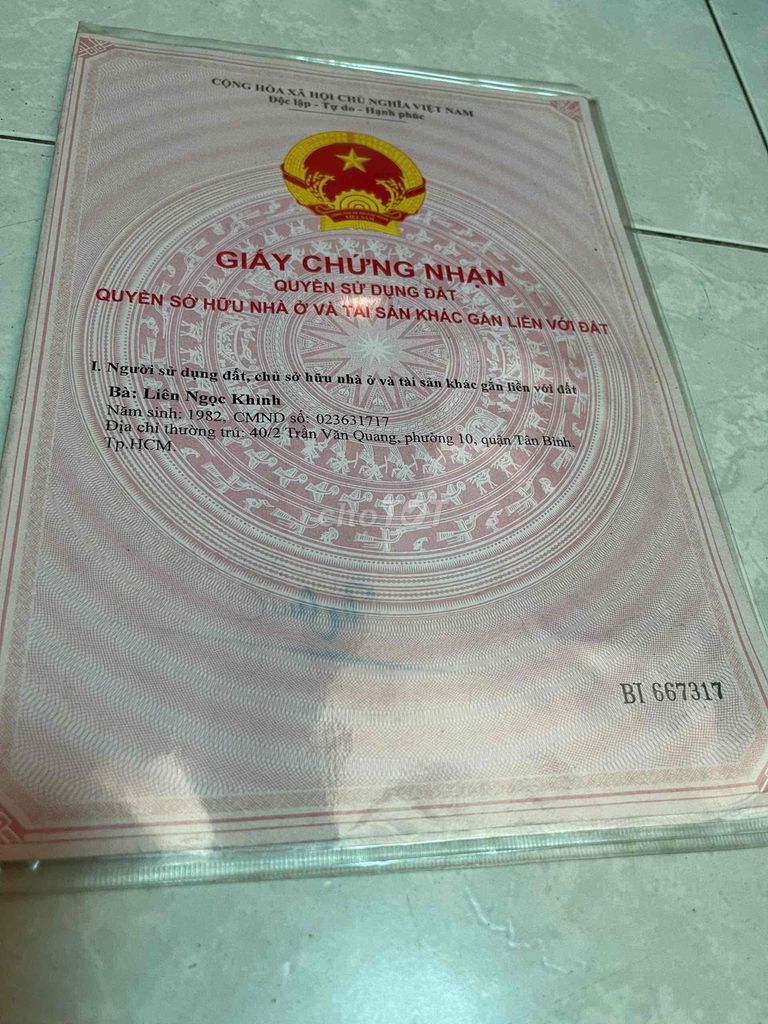 CỘNG HÒA XÃ HỘI CHỦ NGHĨA VIỆT NAM
Độc lập - Tự do - Hạnh phúc
VIỆT NAM
GIẤY CHỨNG NHẬN
QUYỀN SỬ DỤNG ĐẤT
QUYỀN SỞ HỮU NHÀ Ở VÀ TÀI SẢN KHÁC GẮN LIỀN VỚI ĐẤT
I. Người sử dụng đất, chủ sở hữu nhà ở và tài sản khác gắn liền với đất
Bà: Liên Ngọc Khình
Năm sinh: 1982, CMND số: 023631717
Địa chỉ thường trú: 40/2 Trần Văn Quang, phường 10, quận Tân Bình,
Tp.HCM.
chợTỐT
BI 667317